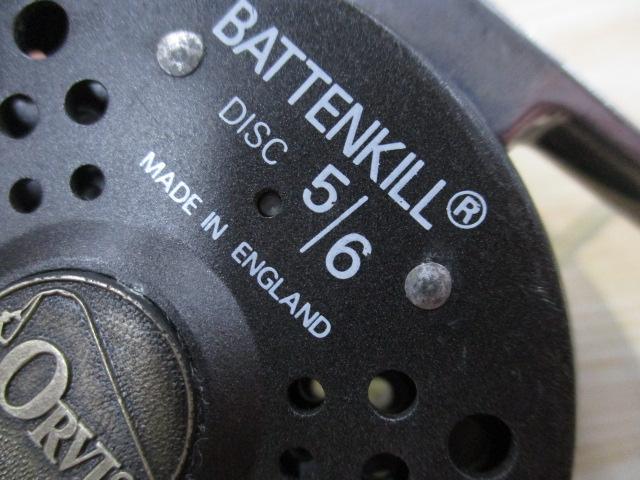 BATTENKILL®
DISC 5/6
MADE IN ENGLAND
ORVIS